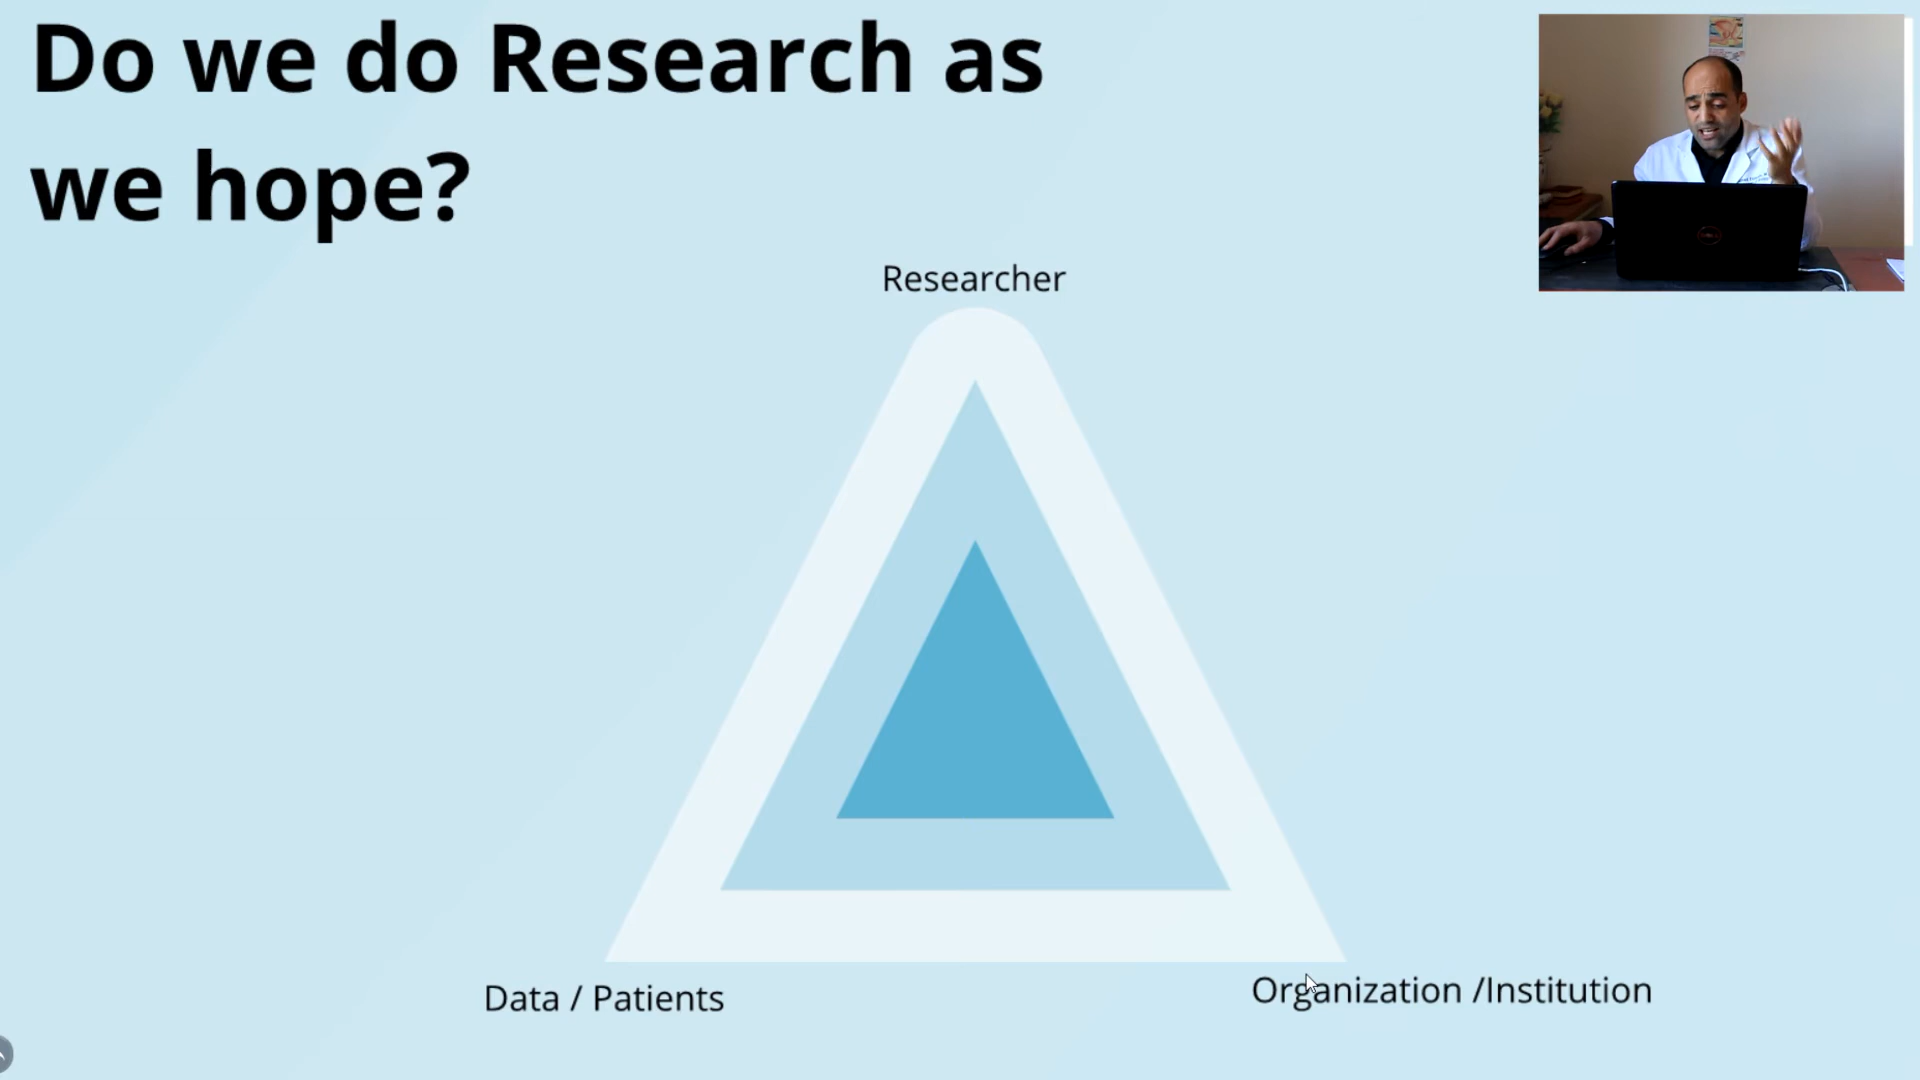 Do we do Research as
we hope?
Researcher
Data / Patients
Organization /Institution